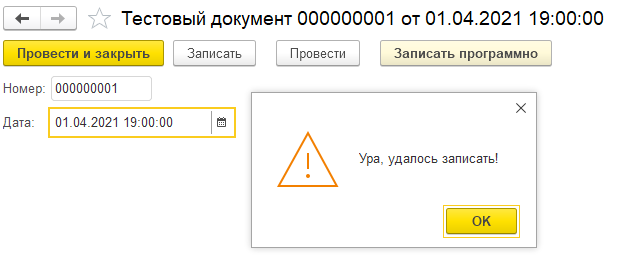 Тестовый документ 000000001 от 01.04.2021 19:00:00
Провести и закрыть Записать Провести Записать программно
Номер: 000000001
Дата: 01.04.2021 19:00:00
Ура, удалось записать!
OK